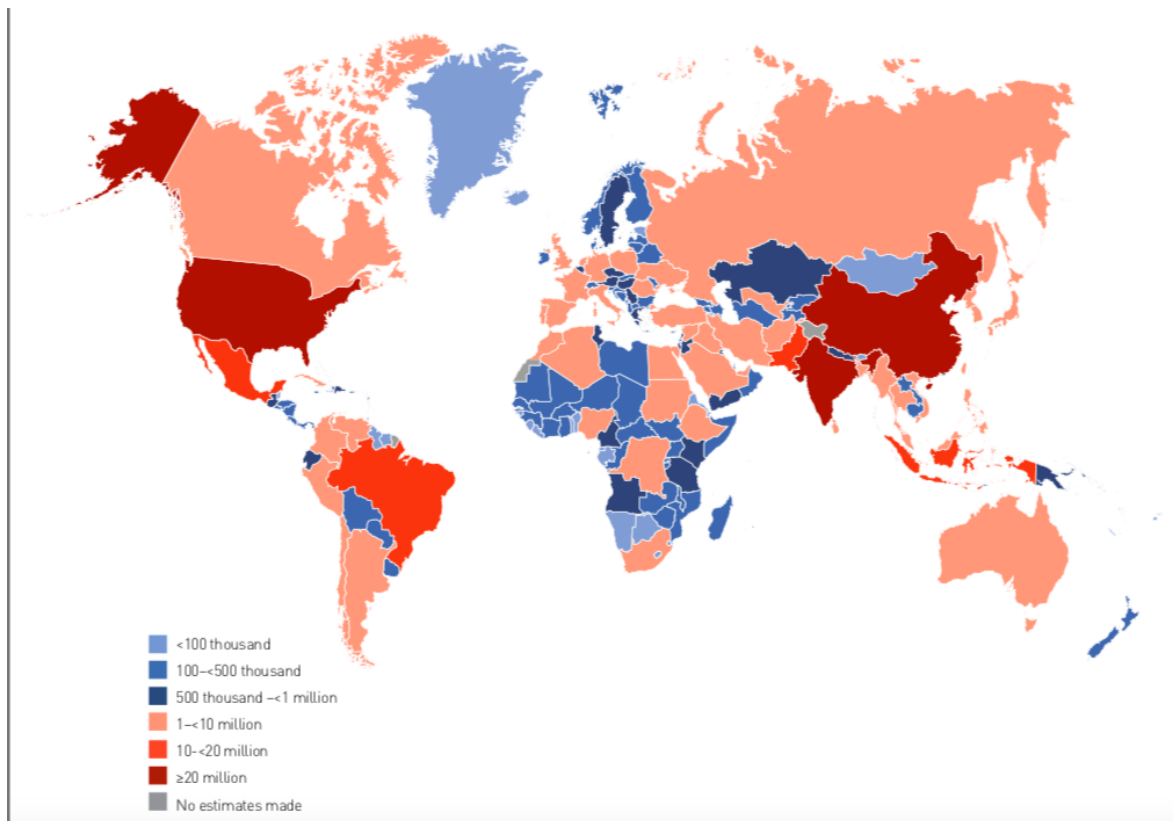 <100 thousand
100–<500 thousand
500 thousand –<1 million
1–<10 million
10-<20 million
≥20 million
No estimates made